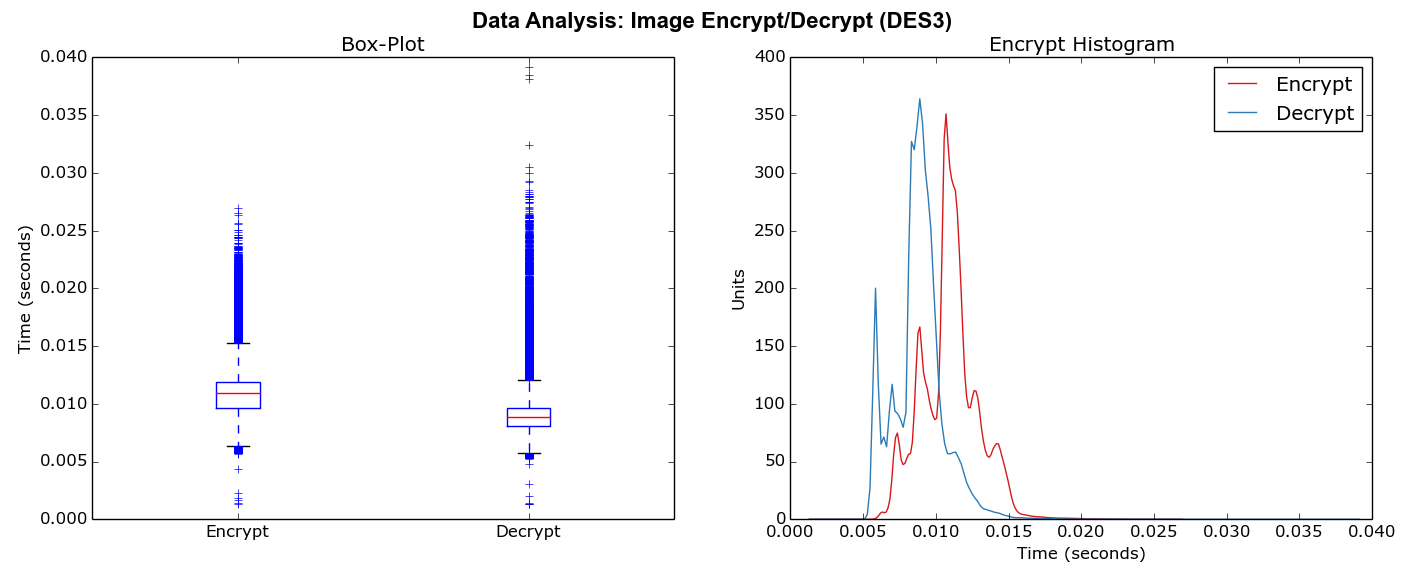 Data Analysis: Image Encrypt/Decrypt (DES3)
Box-Plot
0.040
0.035
0.030
0.025
0.020
0.015
0.010
0.005
0.000
Time (seconds)
Encrypt
Decrypt
Encrypt Histogram
400
350
300
250
200
150
100
50
0
Units
Encrypt
Decrypt
0.000 0.005 0.010 0.015 0.020 0.025 0.030 0.035 0.040
Time (seconds)